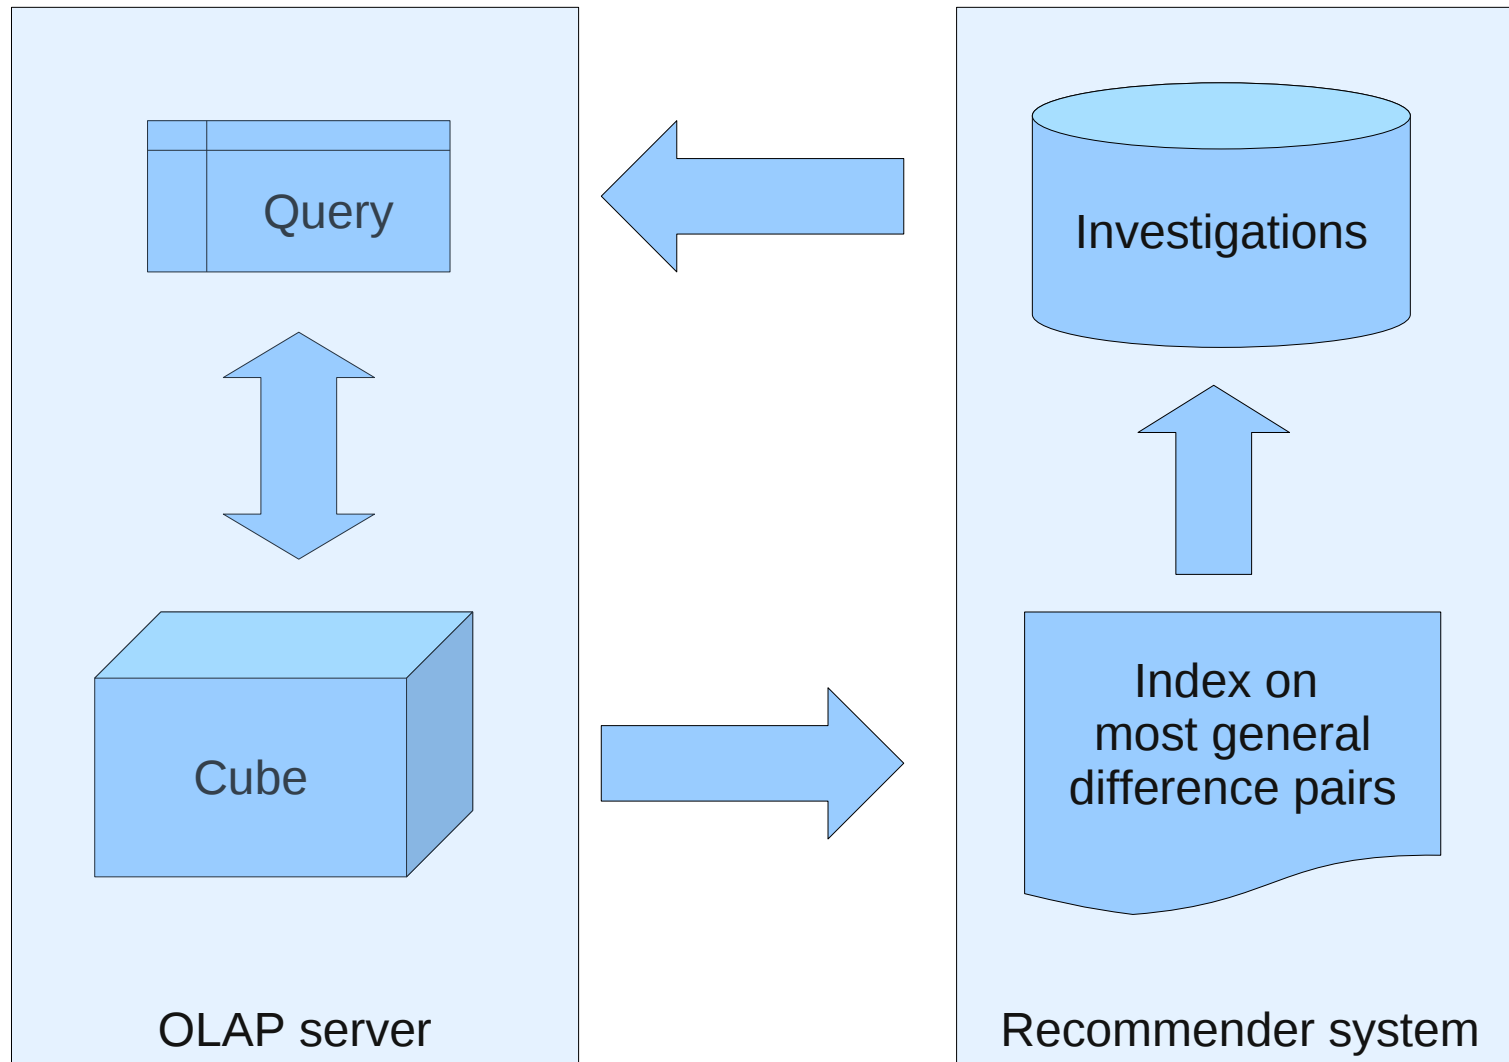 Query
Investigations
Cube
Index on
most general
difference pairs
OLAP server
Recommender system